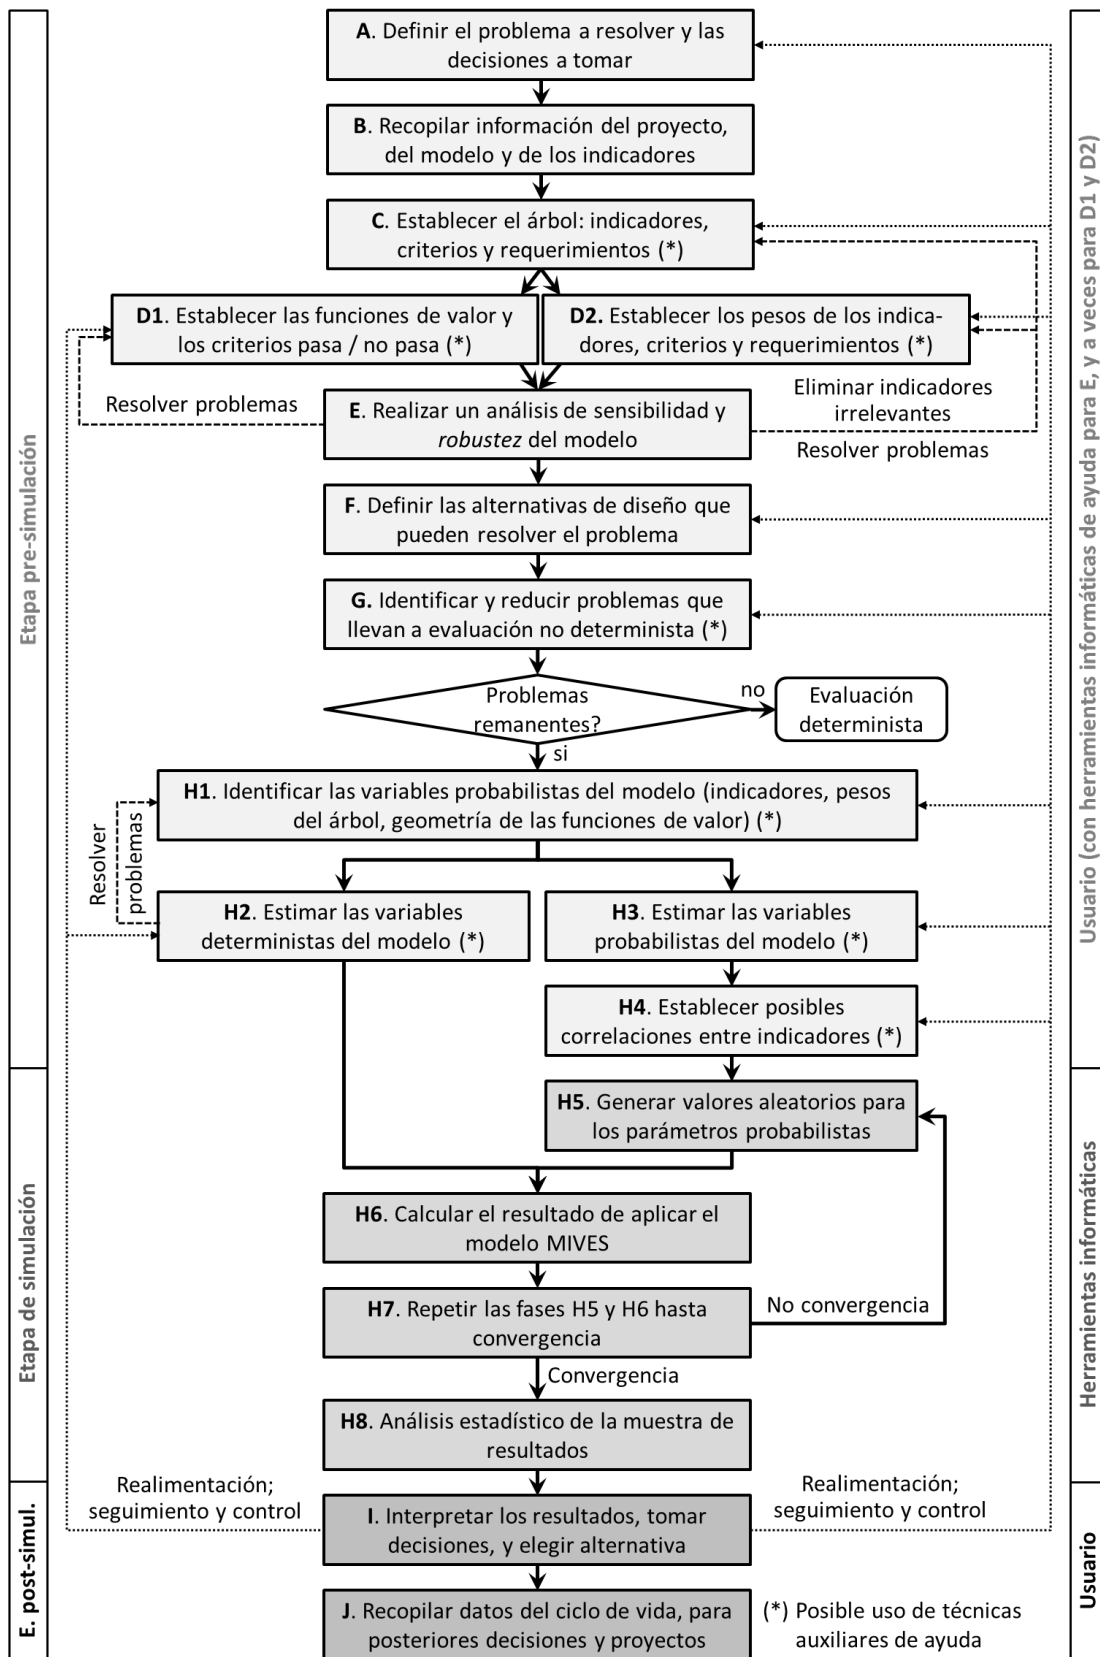 A. Definir el problema a resolver y las
decisiones a tomar
B. Recopilar información del proyecto,
del modelo y de los indicadores
C. Establecer el árbol: indicadores,
criterios y requerimientos (*)
D1. Establecer las funciones de valor y
los criterios pasa / no pasa (*)
D2. Establecer los pesos de los indica-
dores, criterios y requerimientos (*)
Resolver problemas
E. Realizar un análisis de sensibilidad y
robustez del modelo
Eliminar indicadores
irrelevantes
Resolver problemas
F. Definir las alternativas de diseño que
pueden resolver el problema
G. Identificar y reducir problemas que
llevan a evaluación no determinista (*)
Problemas
remanentes?
no
Evaluación
determinista
si
H1. Identificar las variables probabilistas del modelo (indicadores, pesos
del árbol, geometría de las funciones de valor) (*)
Resolver
problemas
H2. Estimar las variables
deterministas del modelo (*)
H3. Estimar las variables
probabilistas del modelo (*)
H4. Establecer posibles
correlaciones entre indicadores (*)
H5. Generar valores aleatorios para
los parámetros probabilistas
H6. Calcular el resultado de aplicar el
modelo MIVES
H7. Repetir las fases H5 y H6 hasta
convergencia
No convergencia
Convergencia
H8. Análisis estadístico de la muestra de
resultados
Realimentación;
seguimiento y control
I. Interpretar los resultados, tomar
decisiones, y elegir alternativa
Realimentación;
seguimiento y control
J. Recopilar datos del ciclo de vida, para
posteriores decisiones y proyectos
(*) Posible uso de técnicas
auxiliares de ayuda
Etapa pre-simulación
Etapa de simulación
E. post-simul.
Usuario (con herramientas informáticas de ayuda para E, y a veces para D1 y D2)
Herramientas informáticas
Usuario